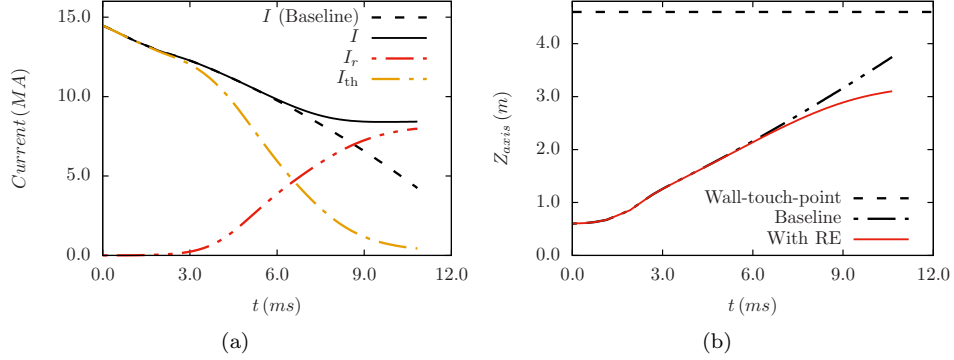 15.0
10.0
5.0
0.0
Current (MA)
I (Baseline)
I
I_r
I_th
0.0 3.0 6.0 9.0 12.0
t (ms)
(a)
4.0
3.0
2.0
1.0
0.0
Z_axis (m)
Wall-touch-point
Baseline
With RE
0.0 3.0 6.0 9.0 12.0
t (ms)
(b)